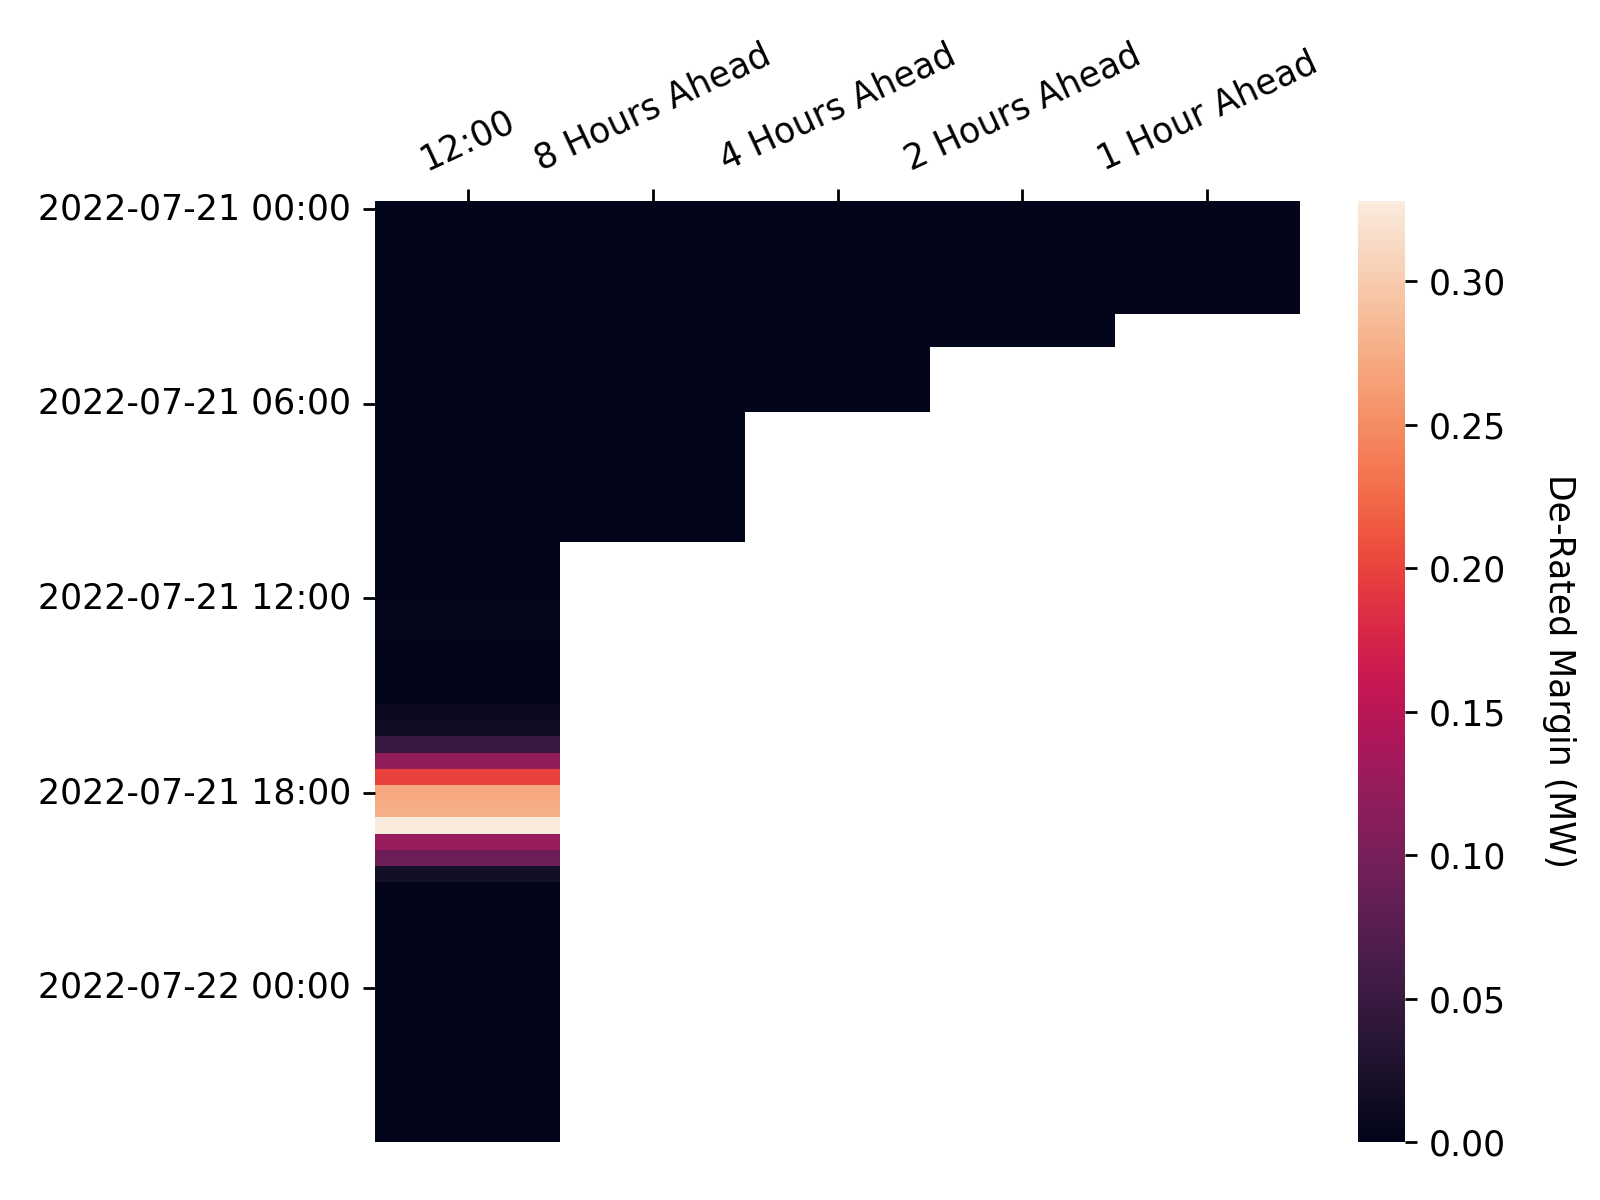 12:00
8 Hours Ahead
4 Hours Ahead
2 Hours Ahead
1 Hour Ahead
2022-07-21 00:00
2022-07-21 06:00
2022-07-21 12:00
2022-07-21 18:00
2022-07-22 00:00
0.30
0.25
0.20
0.15
0.10
0.05
0.00
De-Rated Margin (MW)